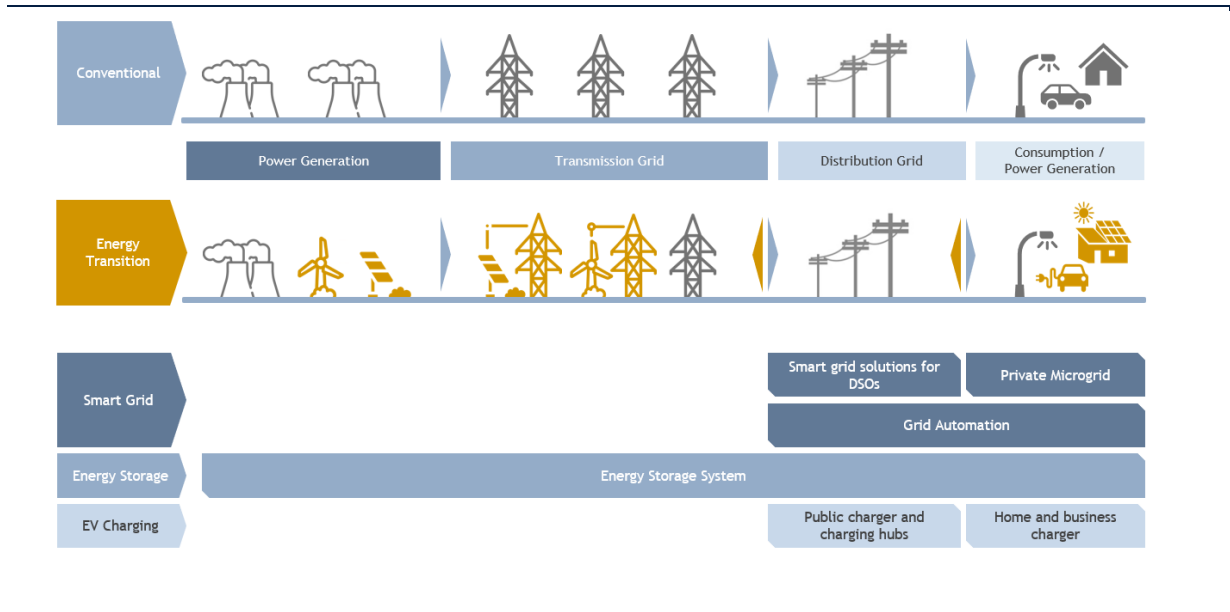 Conventional
Power Generation
Transmission Grid
Distribution Grid
Consumption /
Power Generation
Energy
Transition
Smart Grid
Smart grid solutions for
DSOs
Private Microgrid
Grid Automation
Energy Storage
Energy Storage System
EV Charging
Public charger and
charging hubs
Home and business
charger